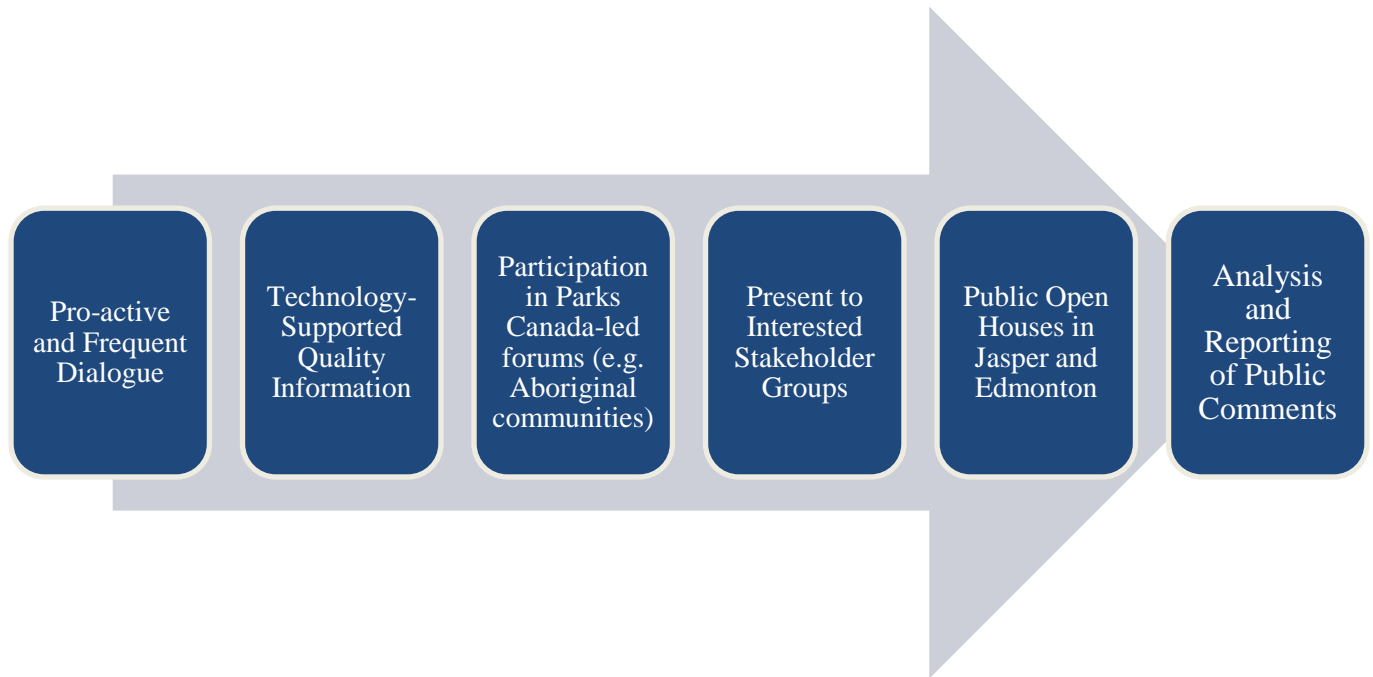 Pro-active
and Frequent
Dialogue
Technology-
Supported
Quality
Information
Participation
in Parks
Canada-led
forums (e.g.
Aboriginal
communities)
Present to
Interested
Stakeholder
Groups
Public Open
Houses in
Jasper and
Edmonton
Analysis
and
Reporting
of Public
Comments